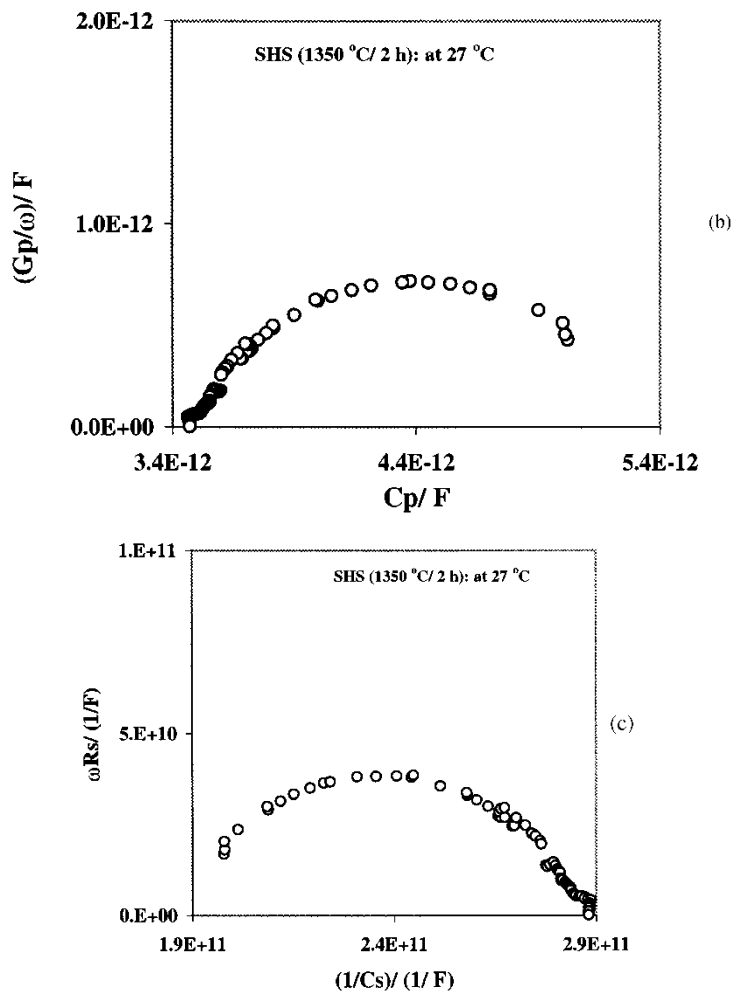 2.0E-12
SHS (1350 °C/ 2 h): at 27 °C
(Gp/ω)/ F
1.0E-12
(b)
0.0E+00
3.4E-12
4.4E-12
5.4E-12
Cp/ F
1.E+11
SHS (1350 °C/ 2 h): at 27 °C
ωRs/ (1/F)
5.E+10
(c)
0.E+00
1.9E+11
2.4E+11
2.9E+11
(1/Cs)/ (1/ F)